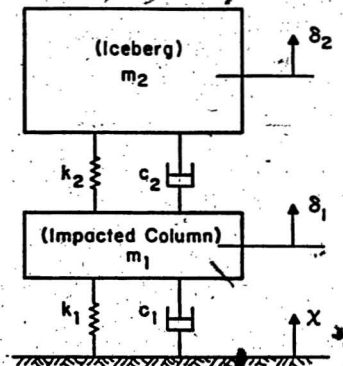 (Iceberg)
m2
δ2
k2
c2
(Impacted Column)
m1
δ1
k1
c1
χ